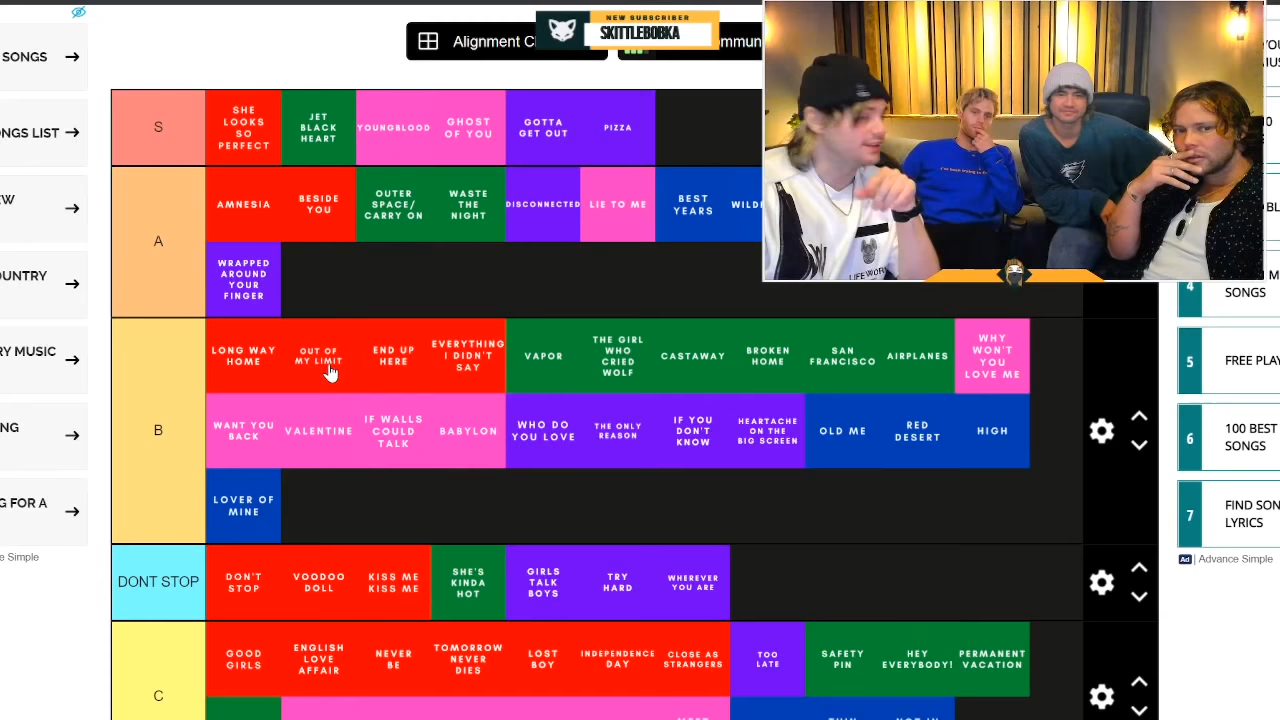 SONGS
NGS LIST
EW
OUNTRY
RY MUSIC
NG
G FOR A
e Simple
Alignment C
ommun
NEW SUBSCRIBER
SKITTLEBOBKA
S
SHE
LOOKS
SO
PERFECT
JET
BLACK
HEART
YOUNGBLOOD
GHOST
OF YOU
GOTTA
GET OUT
PIZZA
A
AMNESIA
BESIDE
YOU
OUTER
SPACE/
CARRY ON
WASTE
THE
NIGHT
DISCONNECTED
LIE TO ME
BEST
YEARS
WILD
WRAPPED
AROUND
YOUR
FINGER
B
LONG WAY
HOME
OUT OF
MY LIMIT
END UP
HERE
EVERYTHING
I DIDN'T
SAY
VAPOR
THE GIRL
WHO
CRIED
WOLF
CASTAWAY
BROKEN
HOME
SAN
FRANCISCO
AIRPLANES
WHY
WON'T
YOU
LOVE ME
WANT YOU
BACK
VALENTINE
IF WALLS
COULD
TALK
BABYLON
WHO DO
YOU LOVE
THE ONLY
REASON
IF YOU
DON'T
KNOW
HEARTACHE
ON THE
BIG SCREEN
OLD ME
RED
DESERT
HIGH
LOVER OF
MINE
DONT STOP
DON'T
STOP
VOODOO
DOLL
KISS ME
KISS ME
SHE'S
KINDA
HOT
GIRLS
TALK
BOYS
TRY
HARD
WHEREVER
YOU ARE
C
GOOD
GIRLS
ENGLISH
LOVE
AFFAIR
NEVER
BE
TOMORROW
NEVER
DIES
LOST
BOY
INDEPENDENCE
DAY
CLOSE AS
STRANGERS
TOO
LATE
SAFETY
PIN
HEY
EVERYBODY!
PERMANENT
VACATION
LIFE WORK
4
SONGS
5
FREE PLAY
6
100 BEST
SONGS
7
FIND SON
LYRICS
Ad | Advance Simple